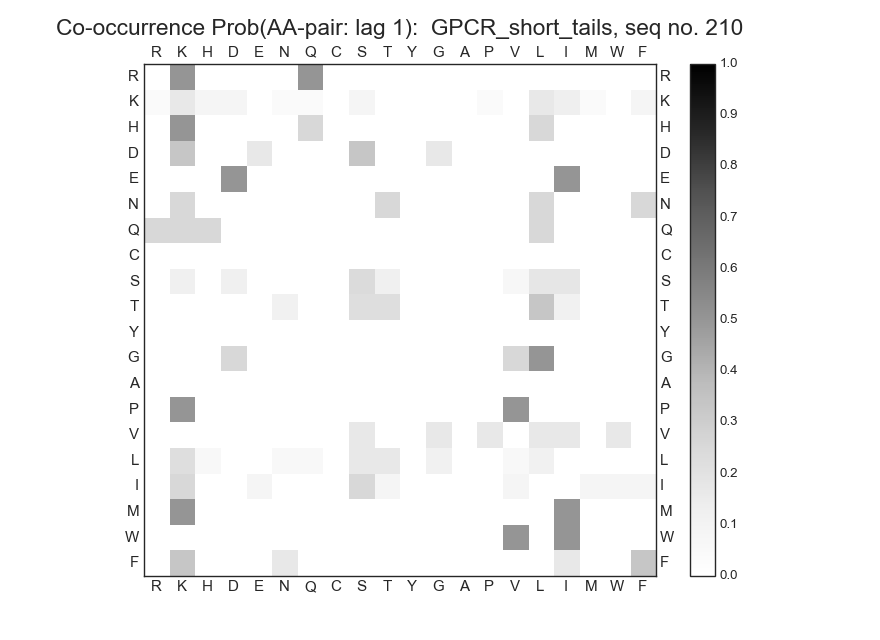 Co-occurrence Prob(AA-pair: lag 1):  GPCR_short_tails, seq no. 210
R K H D E N Q C S T Y G A P V L I M W F
R R 1.0
K K 0.9
H H
D D 0.8
E E
N N 0.7
Q Q
C C 0.6
S S
T T 0.5
Y Y
G G 0.4
A A
P P 0.3
V V
L L 0.2
I I
M M 0.1
W W
F F 0.0
R K H D E N Q C S T Y G A P V L I M W F